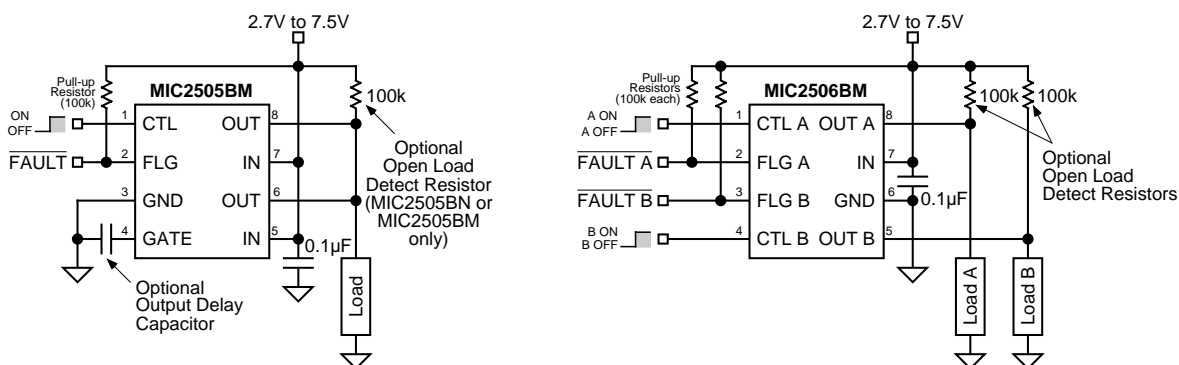 2.7V to 7.5V
Pull-up
Resistor
(100k)
MIC2505BM
100k
ON
OFF
1
CTL
OUT
8
FAULT
2
FLG
IN
7
3
GND
OUT
6
4
GATE
IN
5
Optional
Open Load
Detect Resistor
(MIC2505BN or
MIC2505BM
only)
0.1µF
Load
Optional
Output Delay
Capacitor
2.7V to 7.5V
Pull-up
Resistors
(100k each)
MIC2506BM
100k
100k
A ON
A OFF
1
CTL A
OUT A
8
FAULT A
2
FLG A
IN
7
FAULT B
3
FLG B
GND
6
B ON
B OFF
4
CTL B
OUT B
5
0.1µF
Optional
Open Load
Detect Resistors
Load A
Load B